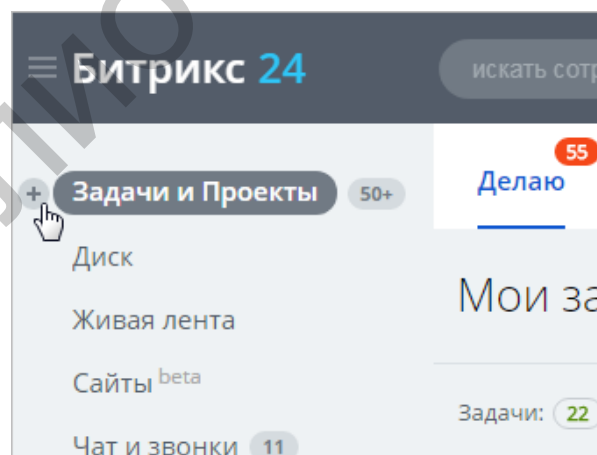 Битрикс 24
искать сот
55
Делаю
+ Задачи и Проекты 50+
Диск
Мои за
Живая лента
Сайты beta
Задачи: 22
Чат и звонки 11